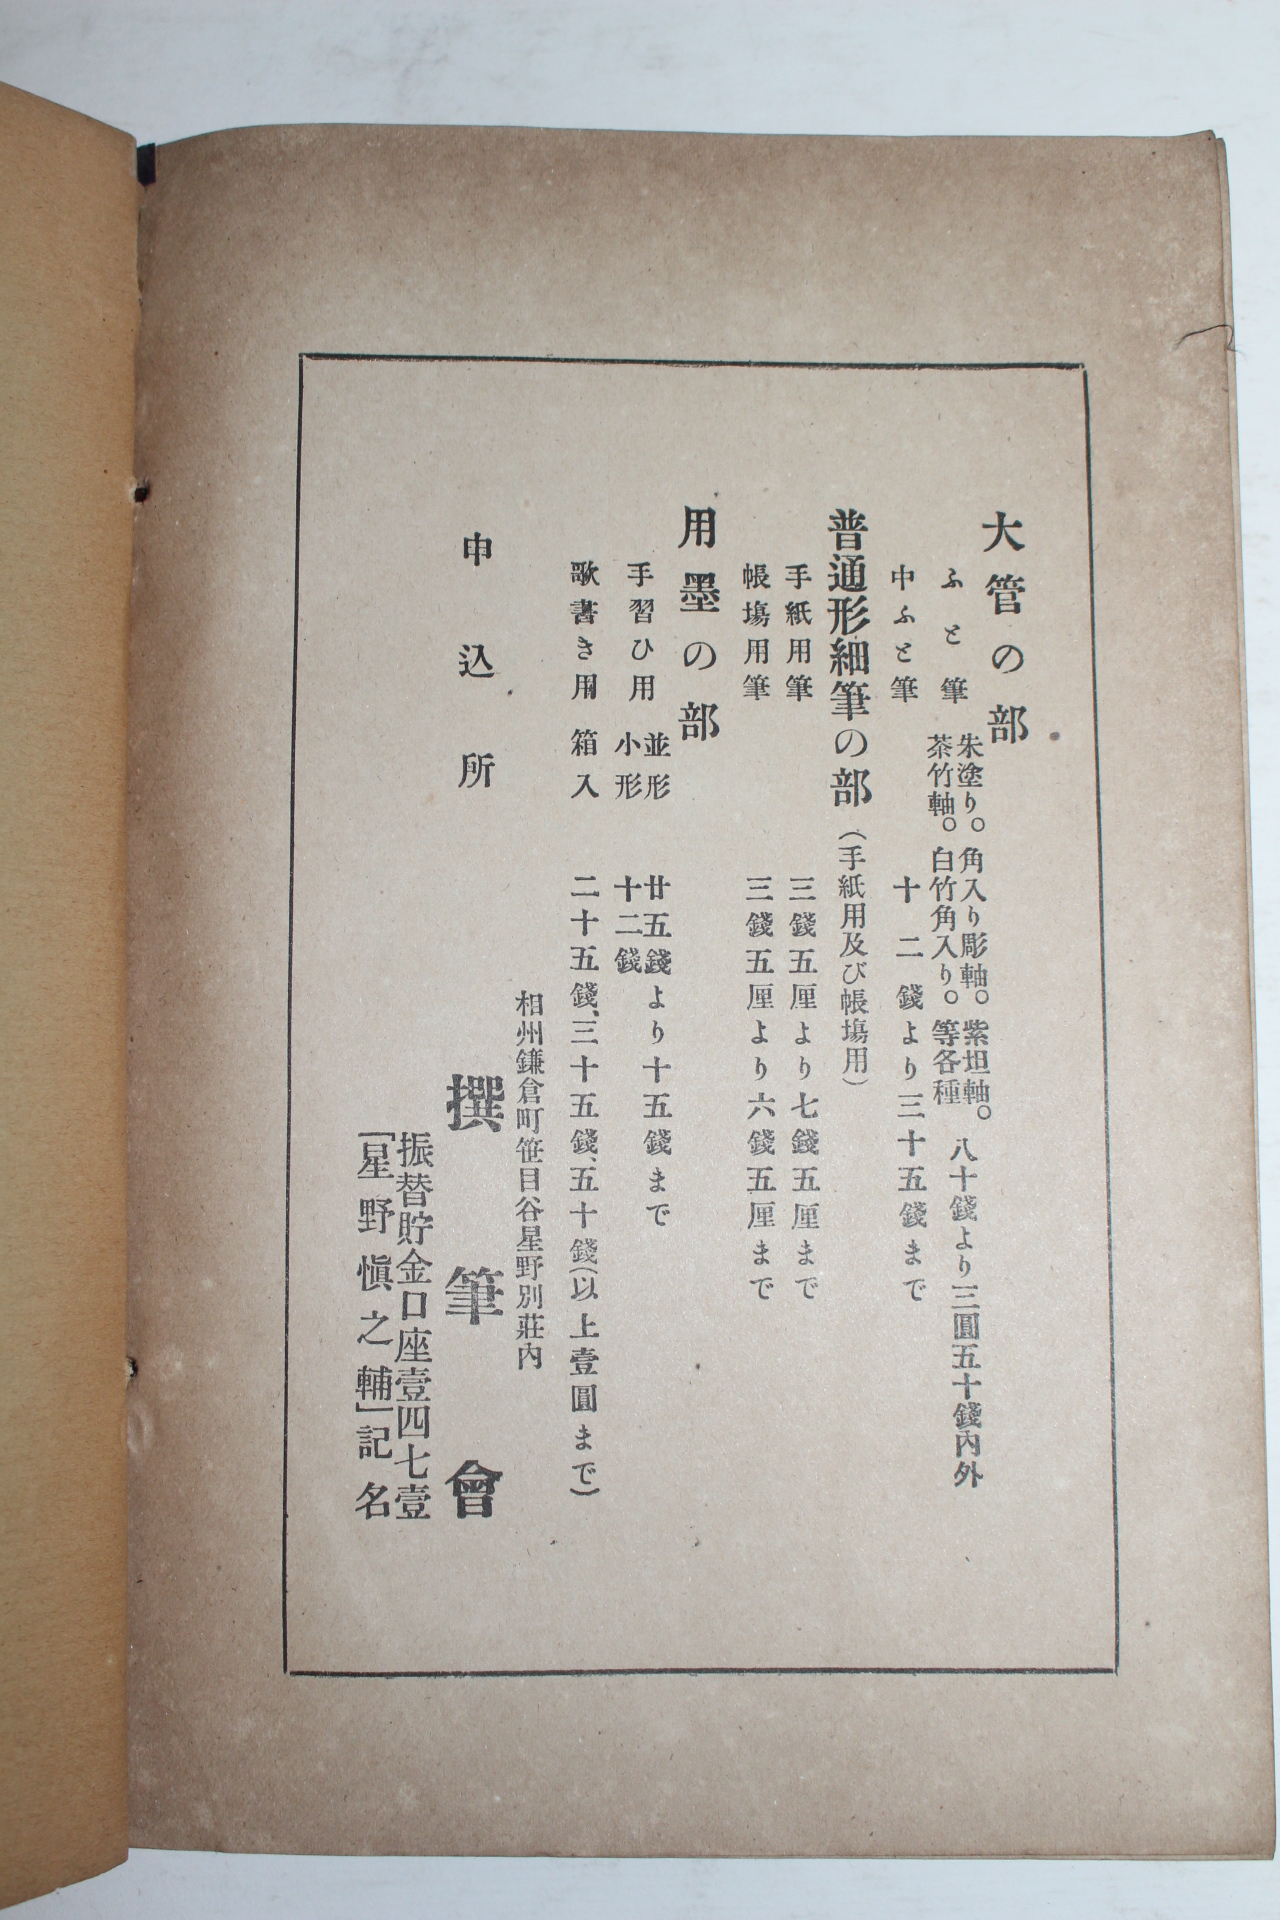 大管の部
ふと筆
朱塗り。角入り彫軸。紫坦軸。
茶竹軸。白竹角入り。等各種
八十錢より三圓五十錢內外
中ふと筆 十二錢より三十五錢まで
普通形細筆の部(手紙用及び帳塲用)
手紙用筆 三錢五厘より七錢五厘まで
帳塲用筆 三錢五厘より六錢五厘まで
用墨の部
手習ひ用
並形 廿五錢より十五錢まで
小形 十二錢
歌書き用 箱入 二十五錢、三十五錢、五十錢(以上壹圓まで)
相州鎌倉町笹目谷星野別莊內
申込所 撰筆會
振替貯金口座壹四七壹
「星野愼之輔」記名